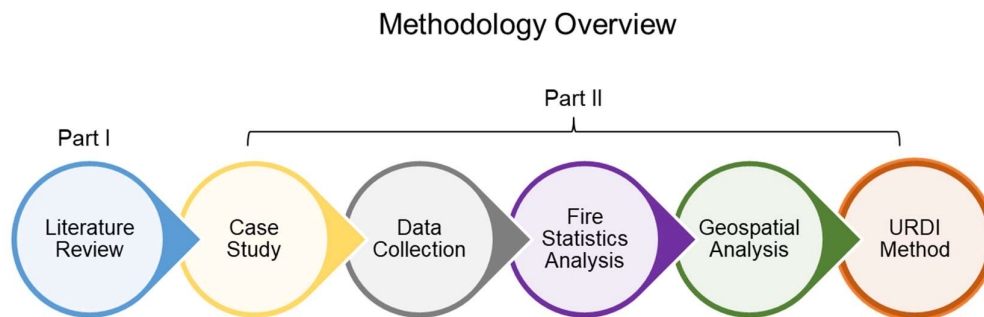 Methodology Overview
Part II
Part I
Literature
Review
Case
Study
Data
Collection
Fire
Statistics
Analysis
Geospatial
Analysis
URDI
Method